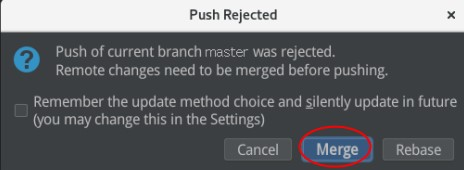 Push Rejected
Push of current branch master was rejected.
Remote changes need to be merged before pushing.
Remember the update method choice and silently update in future
(you may change this in the Settings)
Cancel Merge Rebase